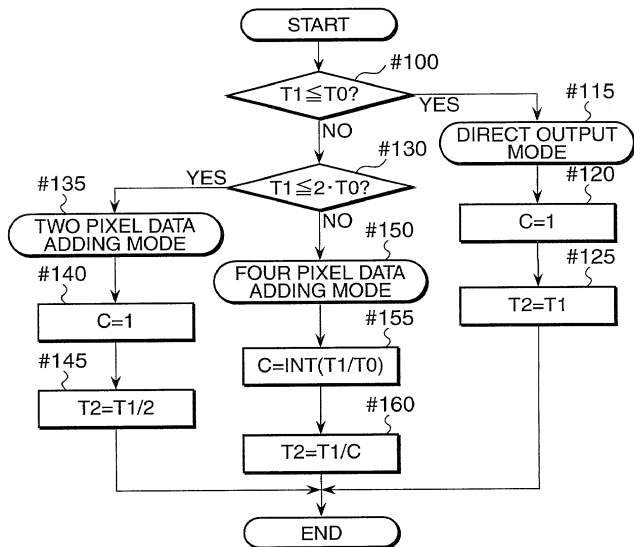 START
#100
T1≦T0?
YES
NO
#115
DIRECT OUTPUT
MODE
#120
C=1
#125
T2=T1
#130
T1≦2·T0?
YES
NO
#135
TWO PIXEL DATA
ADDING MODE
#140
C=1
#145
T2=T1/2
#150
FOUR PIXEL DATA
ADDING MODE
#155
C=INT(T1/T0)
#160
T2=T1/C
END